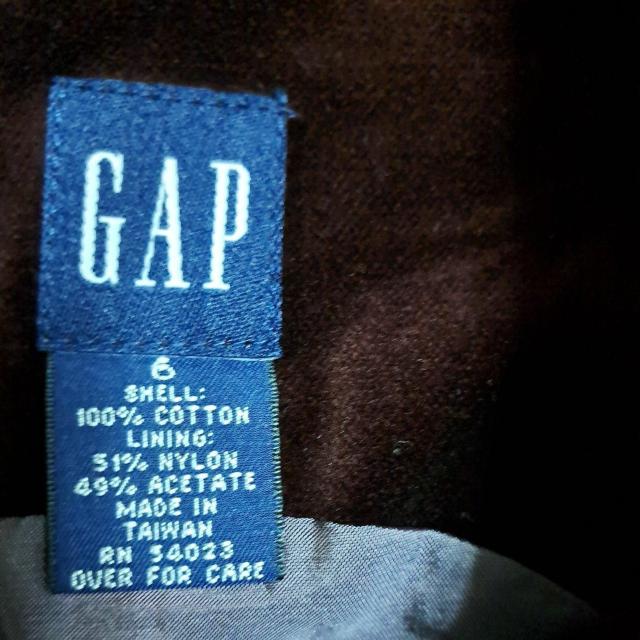 GAP
6
SHELL:
100% COTTON
LINING:
51% NYLON
49% ACETATE
MADE IN
TAIWAN
RN 54023
OVER FOR CARE